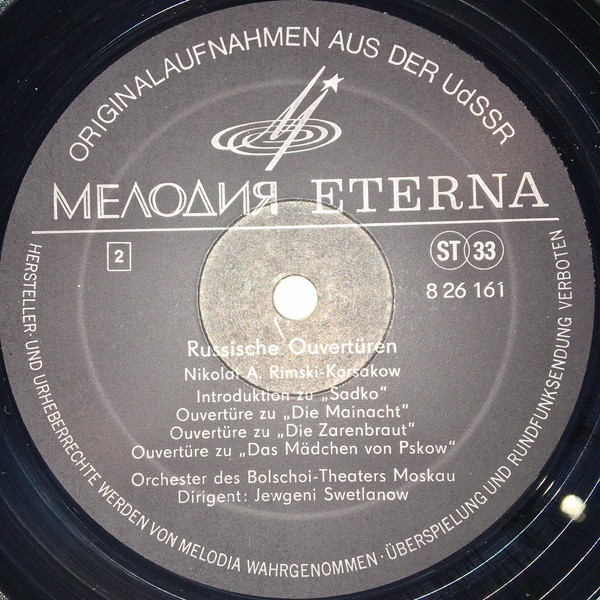 ORIGINALAUFNAHMEN AUS DER UdSSR
МЕЛОДИЯ ETERNA
2
ST 33
8 26 161
Russische Ouvertüren
Nikolai A. Rimski-Korsakow
Introduktion zu „Sadko“
Ouvertüre zu „Die Mainacht“
Ouvertüre zu „Die Zarenbraut“
Ouvertüre zu „Das Mädchen von Pskow“
Orchester des Bolschoi-Theaters Moskau
Dirigent: Jewgeni Swetlanow
HERSTELLER- UND URHEBERRECHTE WERDEN VON MELODIA WAHRGENOMMEN · ÜBERSPIELUNG UND RUNDFUNKSENDUNG VERBOTEN